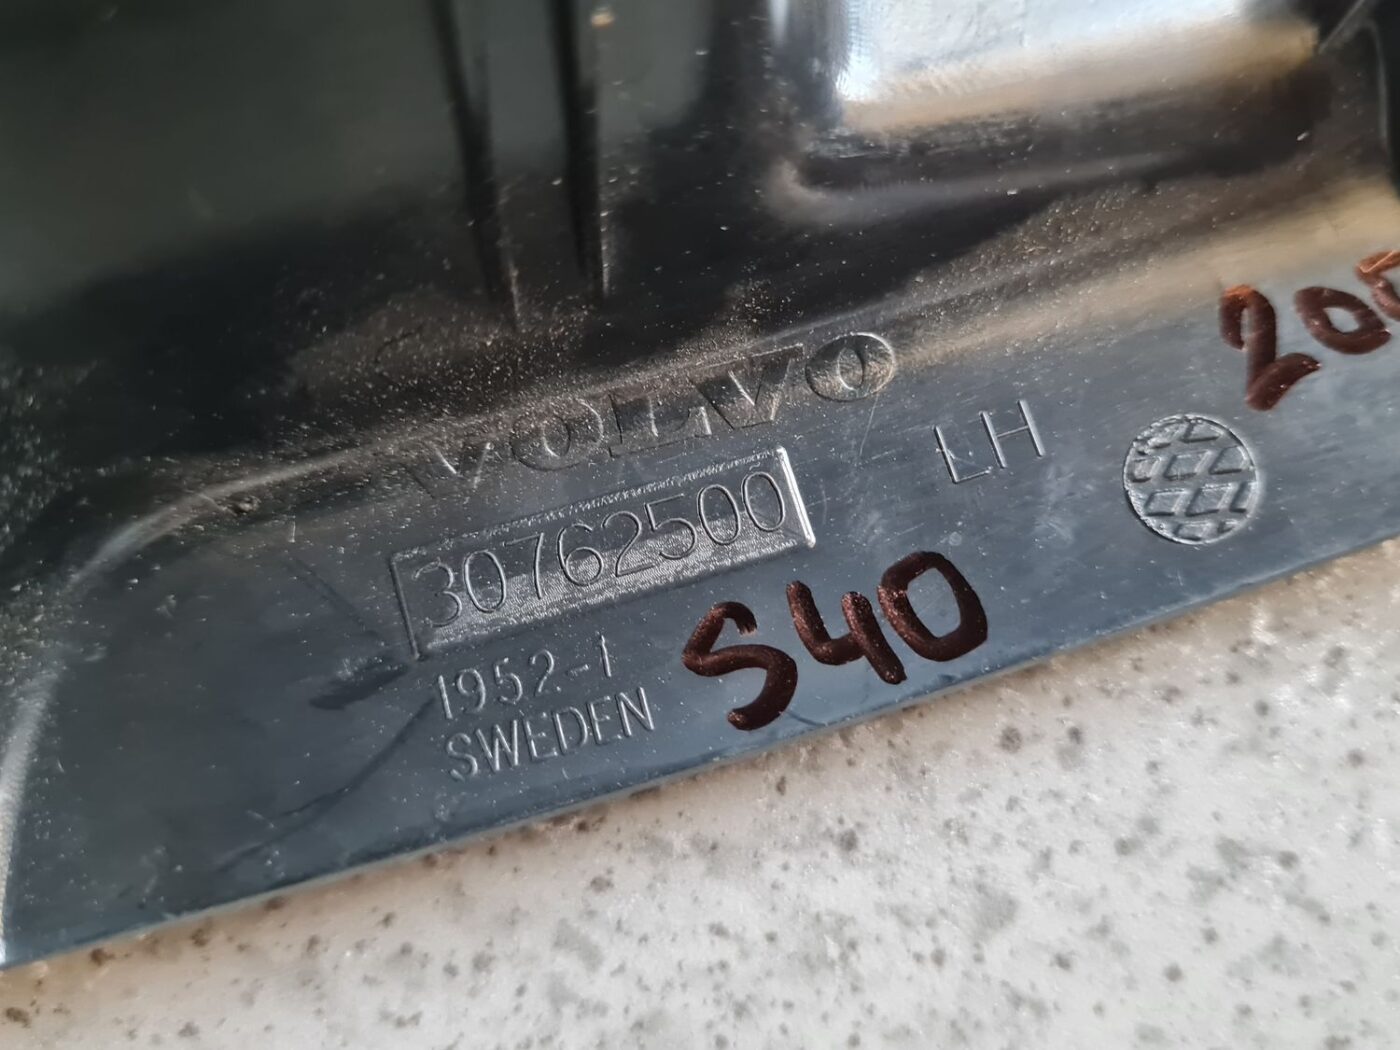 VOLVO
30762500
LH
1952-1
SWEDEN
S40